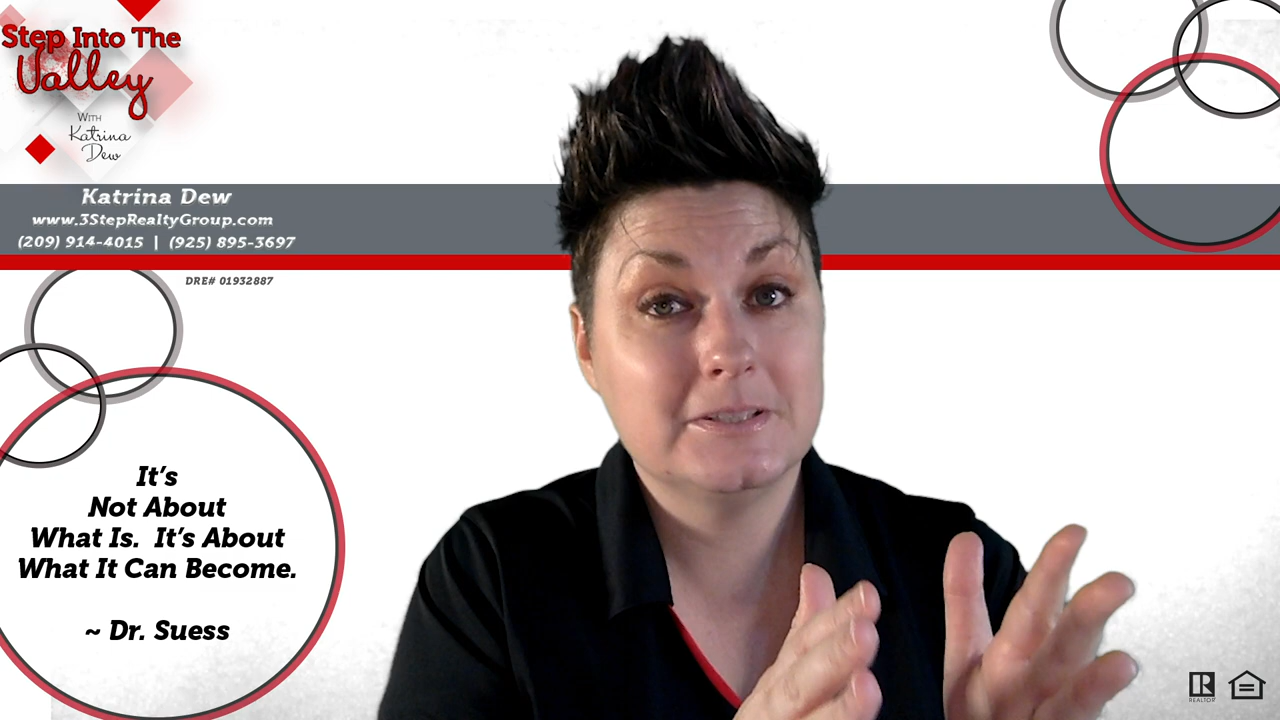 Step Into The
Valley
With
Katrina
Dew
Katrina Dew
www.3StepRealtyGroup.com
(209) 914-4015 | (925) 895-3697
DRE# 01932887
It's
Not About
What Is. It's About
What It Can Become.
~ Dr. Suess
R
REALTOR